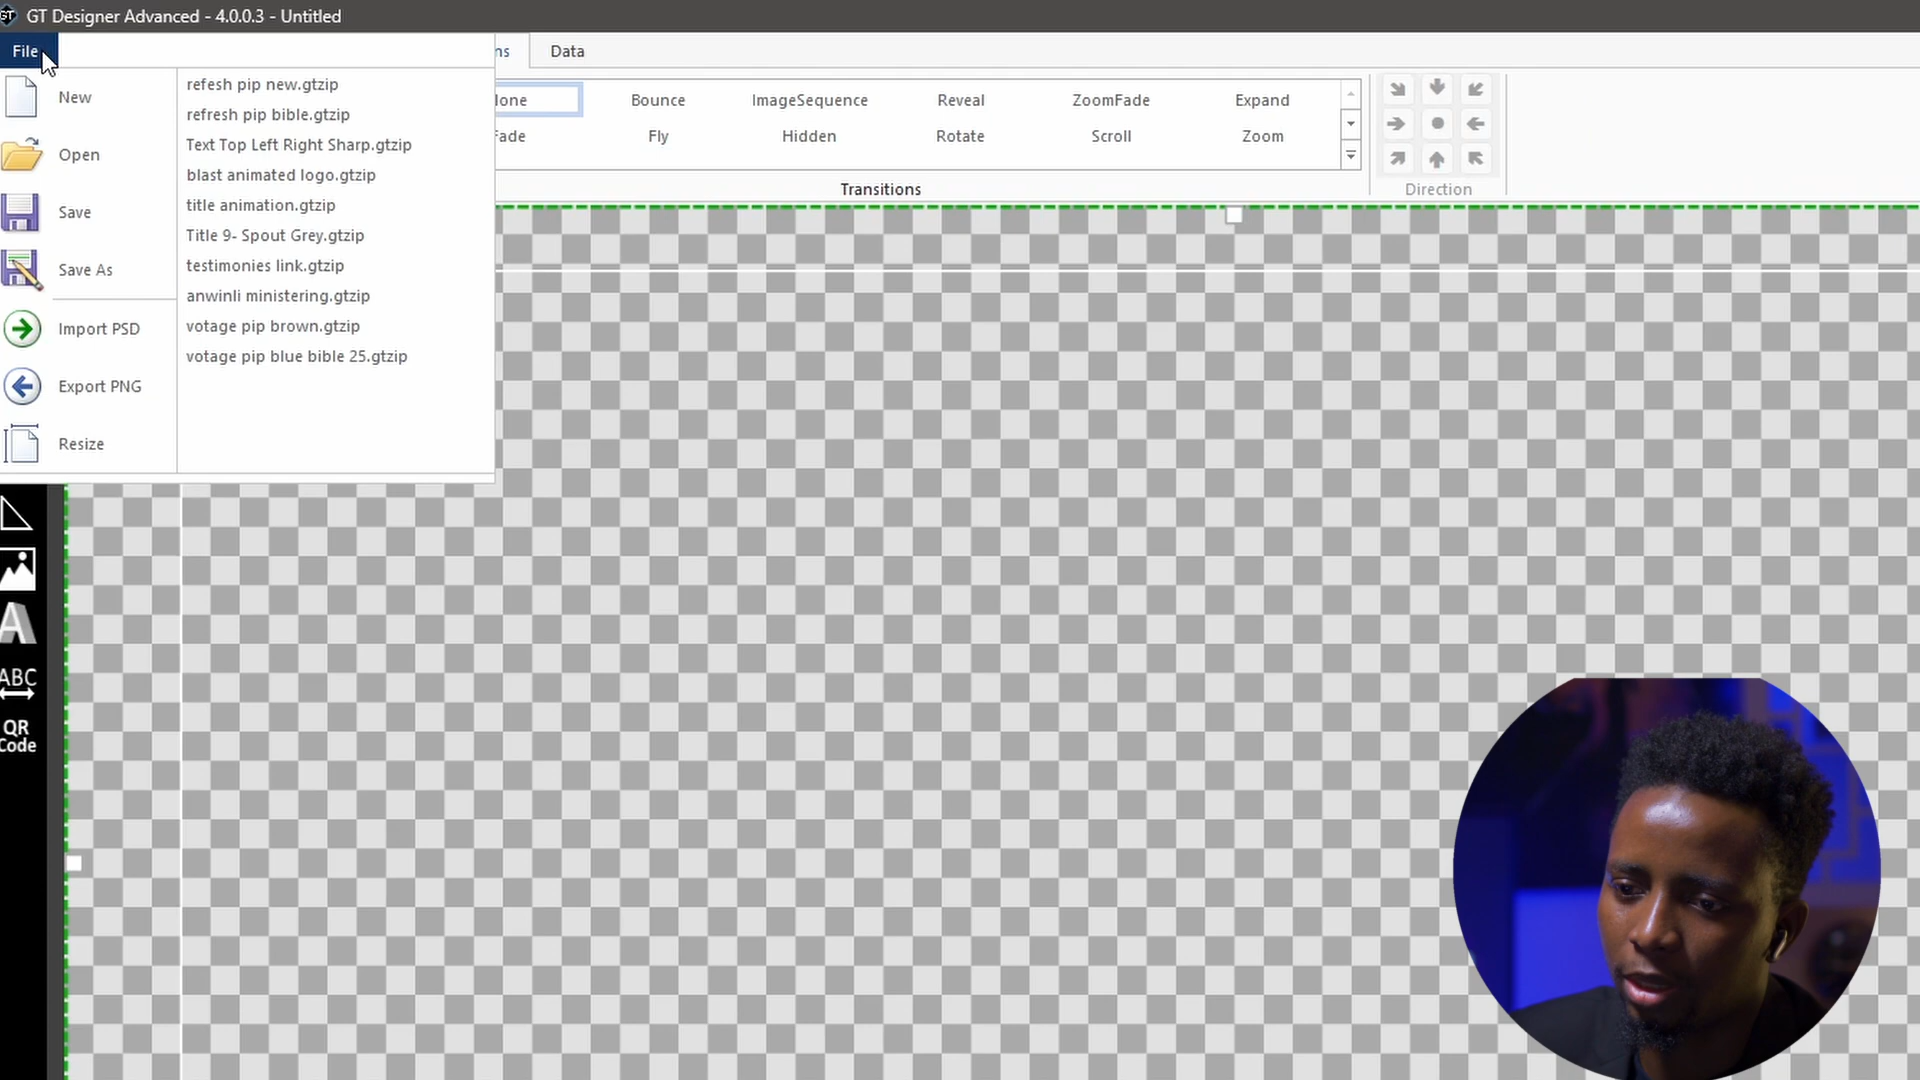 GT Designer Advanced - 4.0.0.3 - Untitled
File
ns
Data
New
Open
Save
Save As
Import PSD
Export PNG
Resize
refesh pip new.gtzip
refresh pip bible.gtzip
Text Top Left Right Sharp.gtzip
blast animated logo.gtzip
title animation.gtzip
Title 9- Spout Grey.gtzip
testimonies link.gtzip
anwinli ministering.gtzip
votage pip brown.gtzip
votage pip blue bible 25.gtzip
lone Bounce ImageSequence Reveal ZoomFade Expand
Fade Fly Hidden Rotate Scroll Zoom
Transitions
Direction
A
ABC
QR
Code